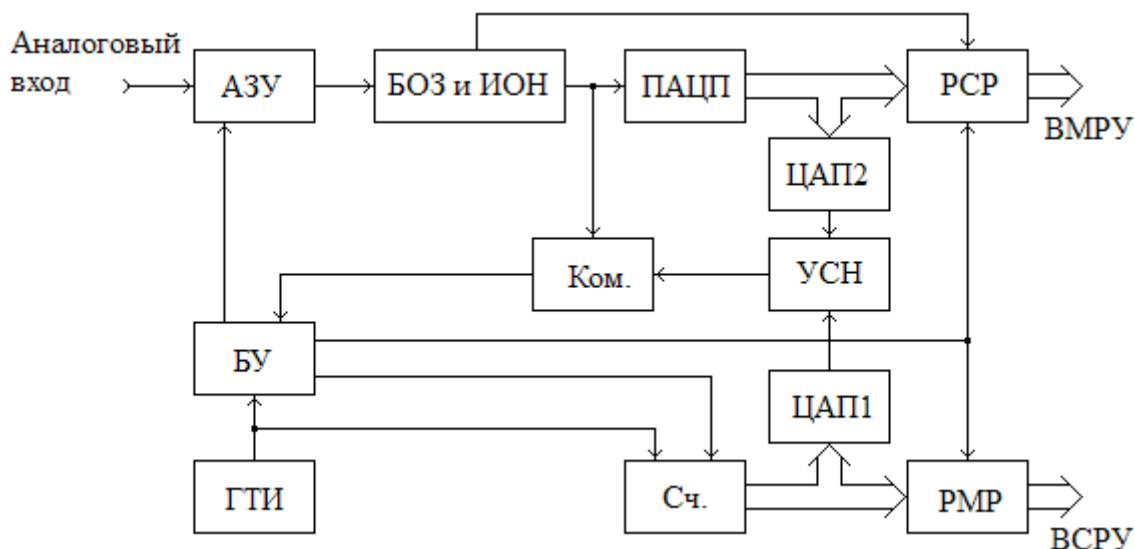 Аналоговый
вход
АЗУ
БОЗ и ИОН
ПАЦП
РСР
ВМРУ
ЦАП2
Ком.
УСН
БУ
ЦАП1
ГТИ
Сч.
РМР
ВСРУ